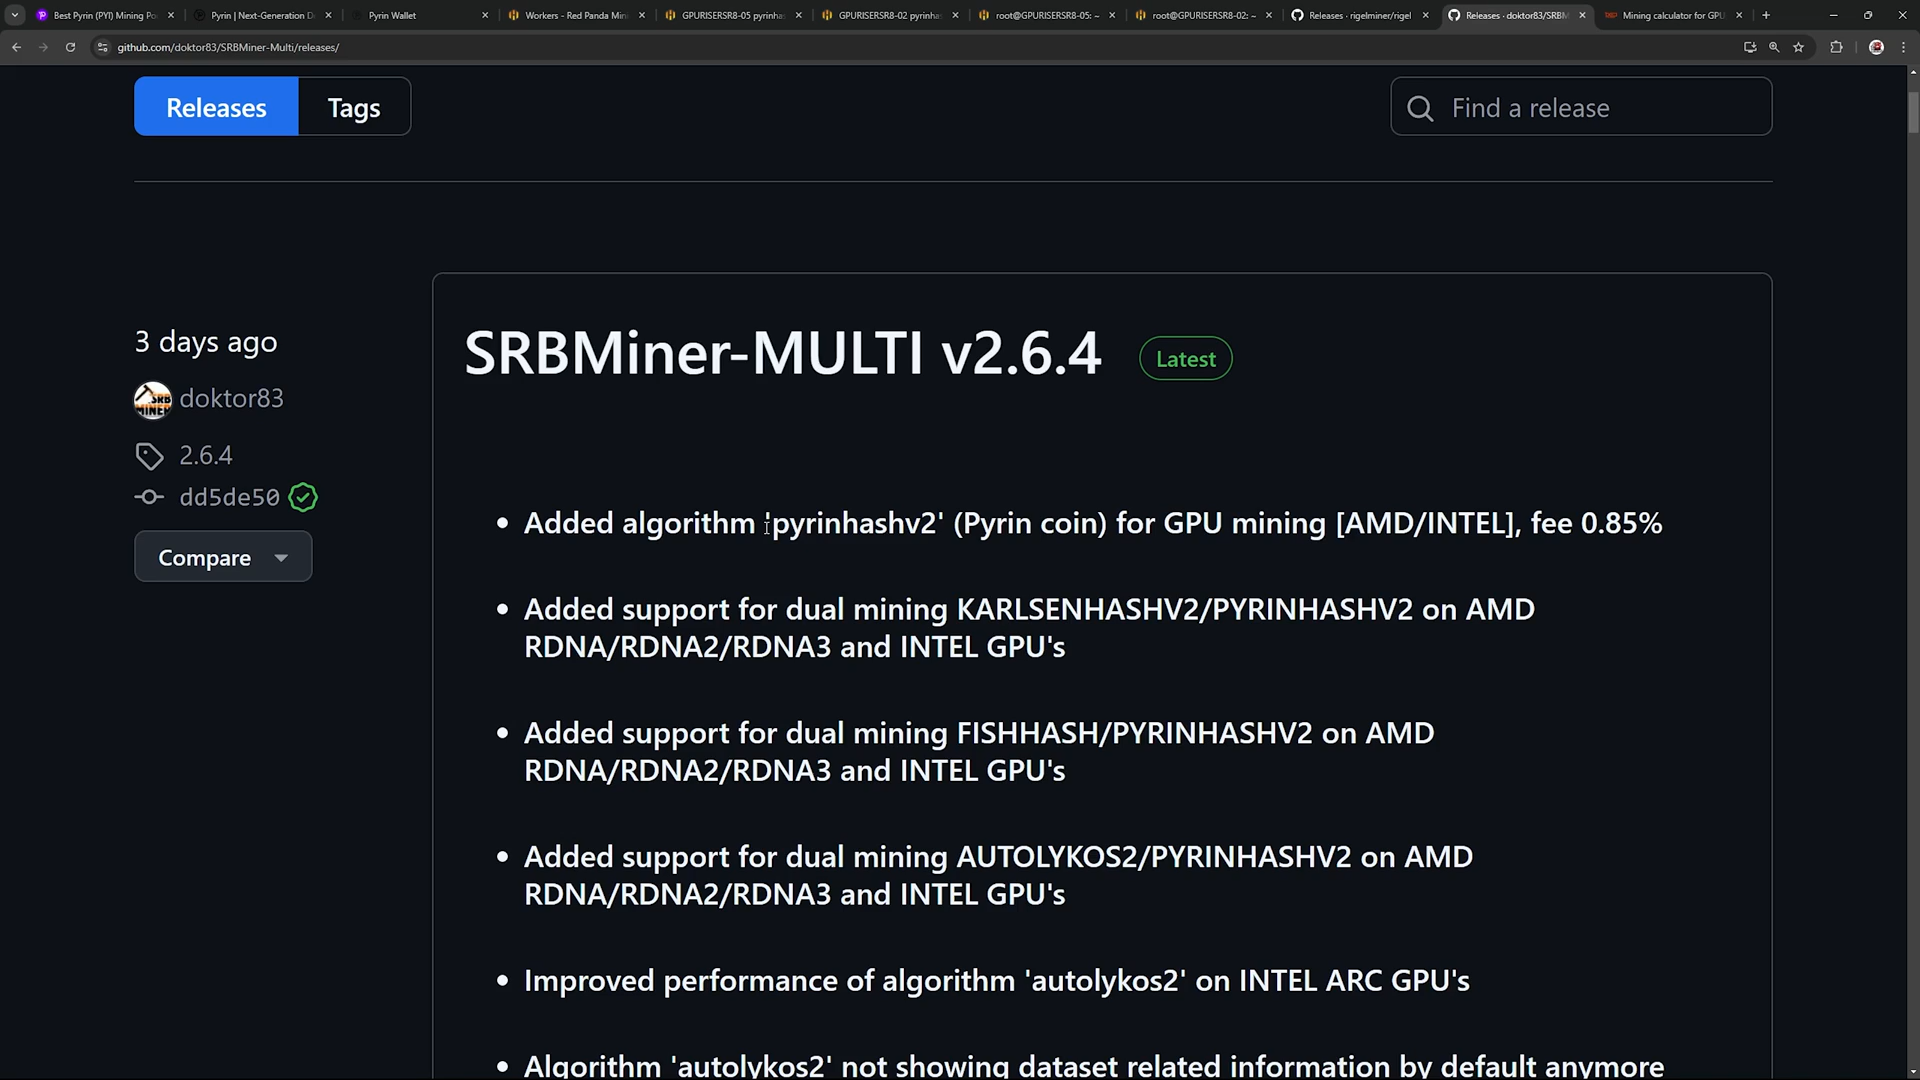 Best Pyrin (PYI) Mining Po
Pyrin | Next-Generation D
Pyrin Wallet
Workers - Red Panda Mini
GPURISERSR8-05 pyrinha
GPURISERSR8-02 pyrinha
root@GPURISERSR8-05: ~
root@GPURISERSR8-02: ~
Releases · rigelminer/rigel
Releases · doktor83/SRBM
Mining calculator for GPU
github.com/doktor83/SRBMiner-Multi/releases/
Releases
Tags
Find a release
3 days ago
doktor83
2.6.4
dd5de50
Compare
SRBMiner-MULTI v2.6.4
Latest
Added algorithm 'pyrinhashv2' (Pyrin coin) for GPU mining [AMD/INTEL], fee 0.85%
Added support for dual mining KARLSENHASHV2/PYRINHASHV2 on AMD
RDNA/RDNA2/RDNA3 and INTEL GPU's
Added support for dual mining FISHHASH/PYRINHASHV2 on AMD
RDNA/RDNA2/RDNA3 and INTEL GPU's
Added support for dual mining AUTOLYKOS2/PYRINHASHV2 on AMD
RDNA/RDNA2/RDNA3 and INTEL GPU's
Improved performance of algorithm 'autolykos2' on INTEL ARC GPU's
Algorithm 'autolykos2' not showing dataset related information by default anymore